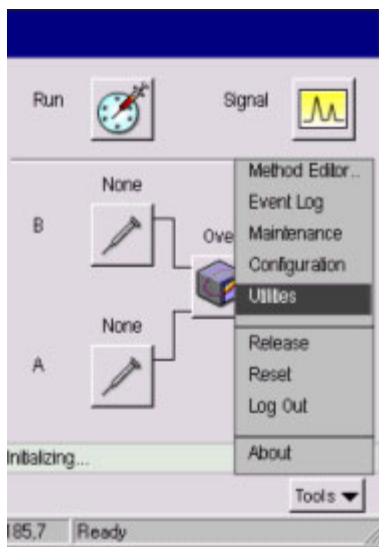 Run
Signal
None
B
Ove
None
A
Method Editor...
Event Log
Maintenance
Configuration
Utilities
Release
Reset
Log Out
About
Initializing...
Tools
185,7 Ready